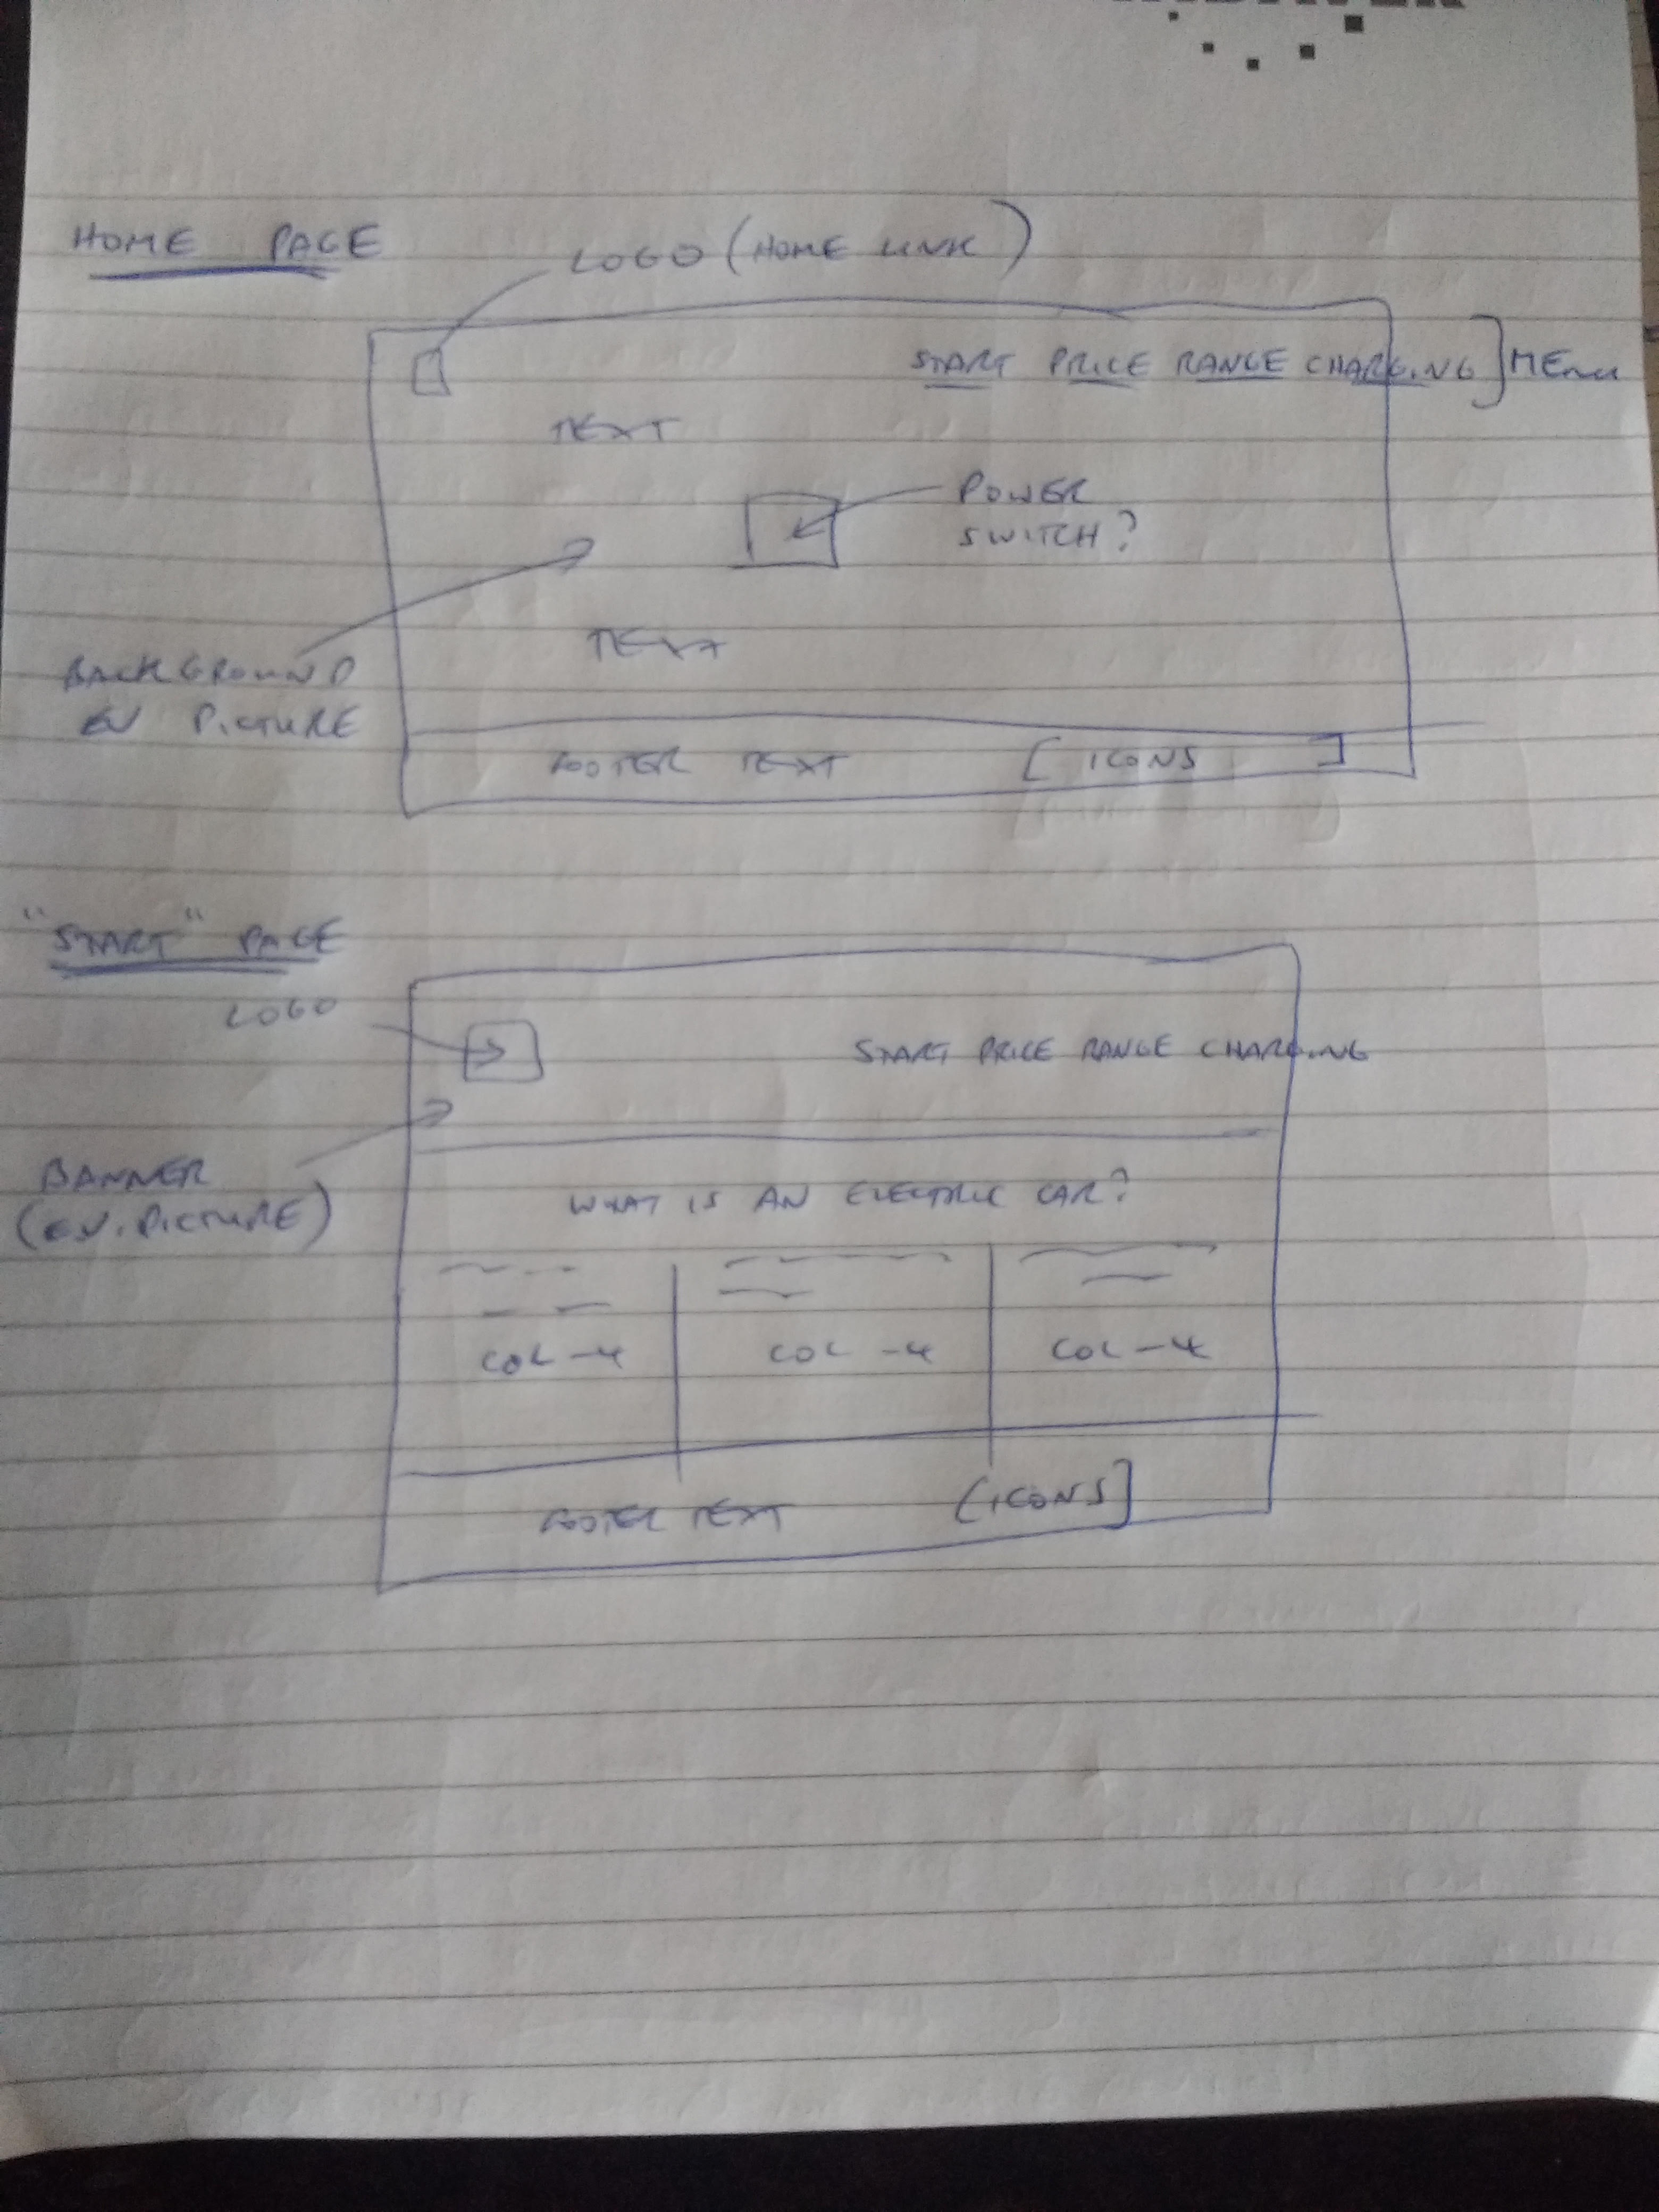 HOME PAGE
LOGO (HOME LINK)
START PRICE RANGE CHARGING ] MENU
TEXT
POWER
SWITCH?
TEXT
BACKGROUND
EV PICTURE
FOOTER TEXT [ ICONS ]
"START" PAGE
LOGO
START PRICE RANGE CHARGING
BANNER
(EV. PICTURE)
WHAT IS AN ELECTRIC CAR?
COL-4 COL-4 COL-4
FOOTER TEXT [ICONS]